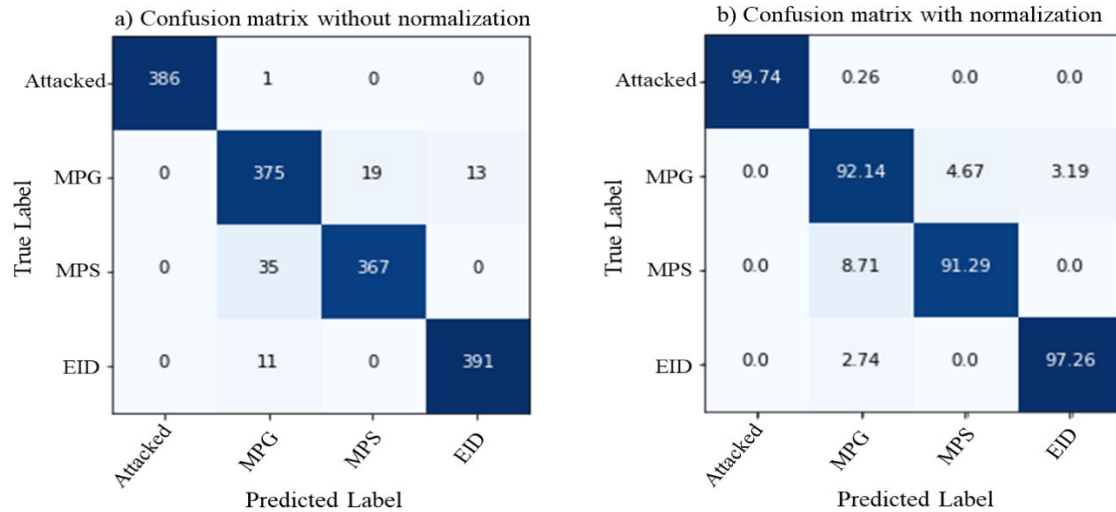 a) Confusion matrix without normalization
Attacked 386 1 0 0
MPG 0 375 19 13
MPS 0 35 367 0
EID 0 11 0 391
True Label
Attacked MPG MPS EID
Predicted Label
b) Confusion matrix with normalization
Attacked 99.74 0.26 0.0 0.0
MPG 0.0 92.14 4.67 3.19
MPS 0.0 8.71 91.29 0.0
EID 0.0 2.74 0.0 97.26
True Label
Attacked MPG MPS EID
Predicted Label